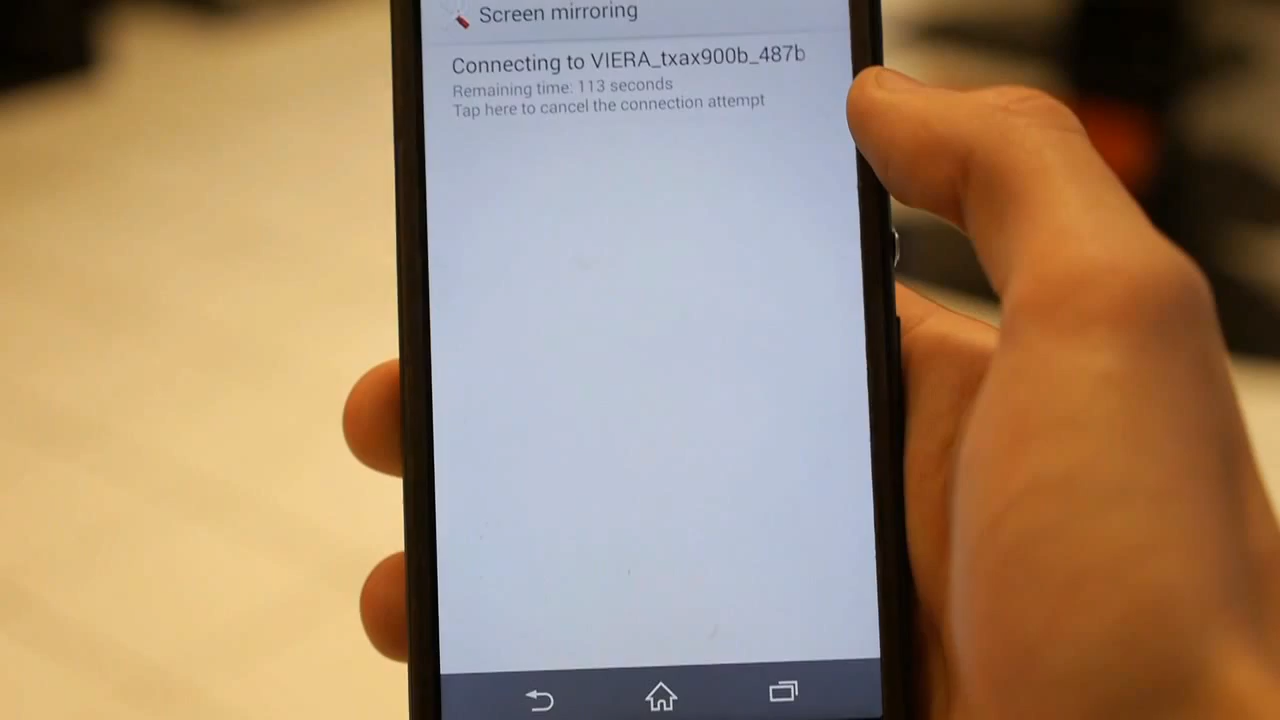 Screen mirroring
Connecting to VIERA_txax900b_487b
Remaining time: 113 seconds
Tap here to cancel the connection attempt